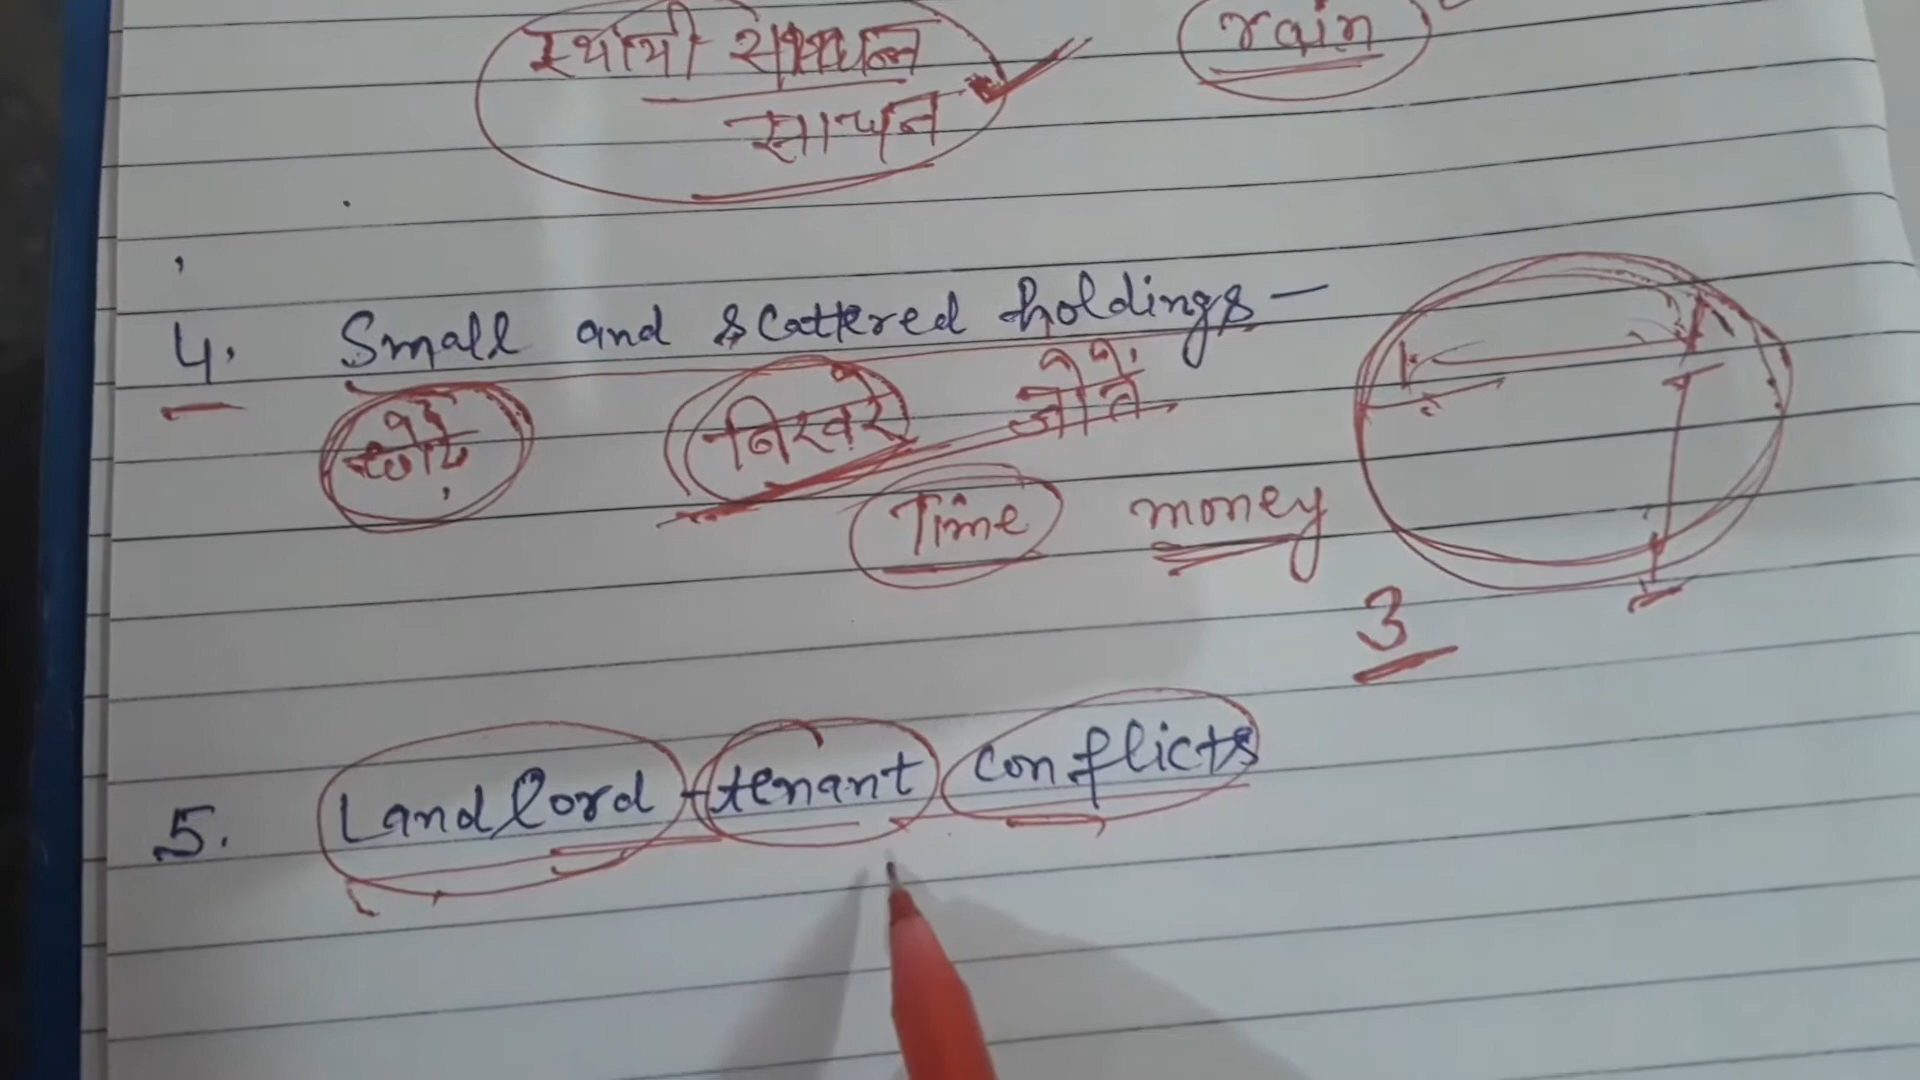 स्थायी rain
साधन
4. Small and scattered holdings -
बिखरे जोतें
Time money
3
5. Landlord - tenant conflicts